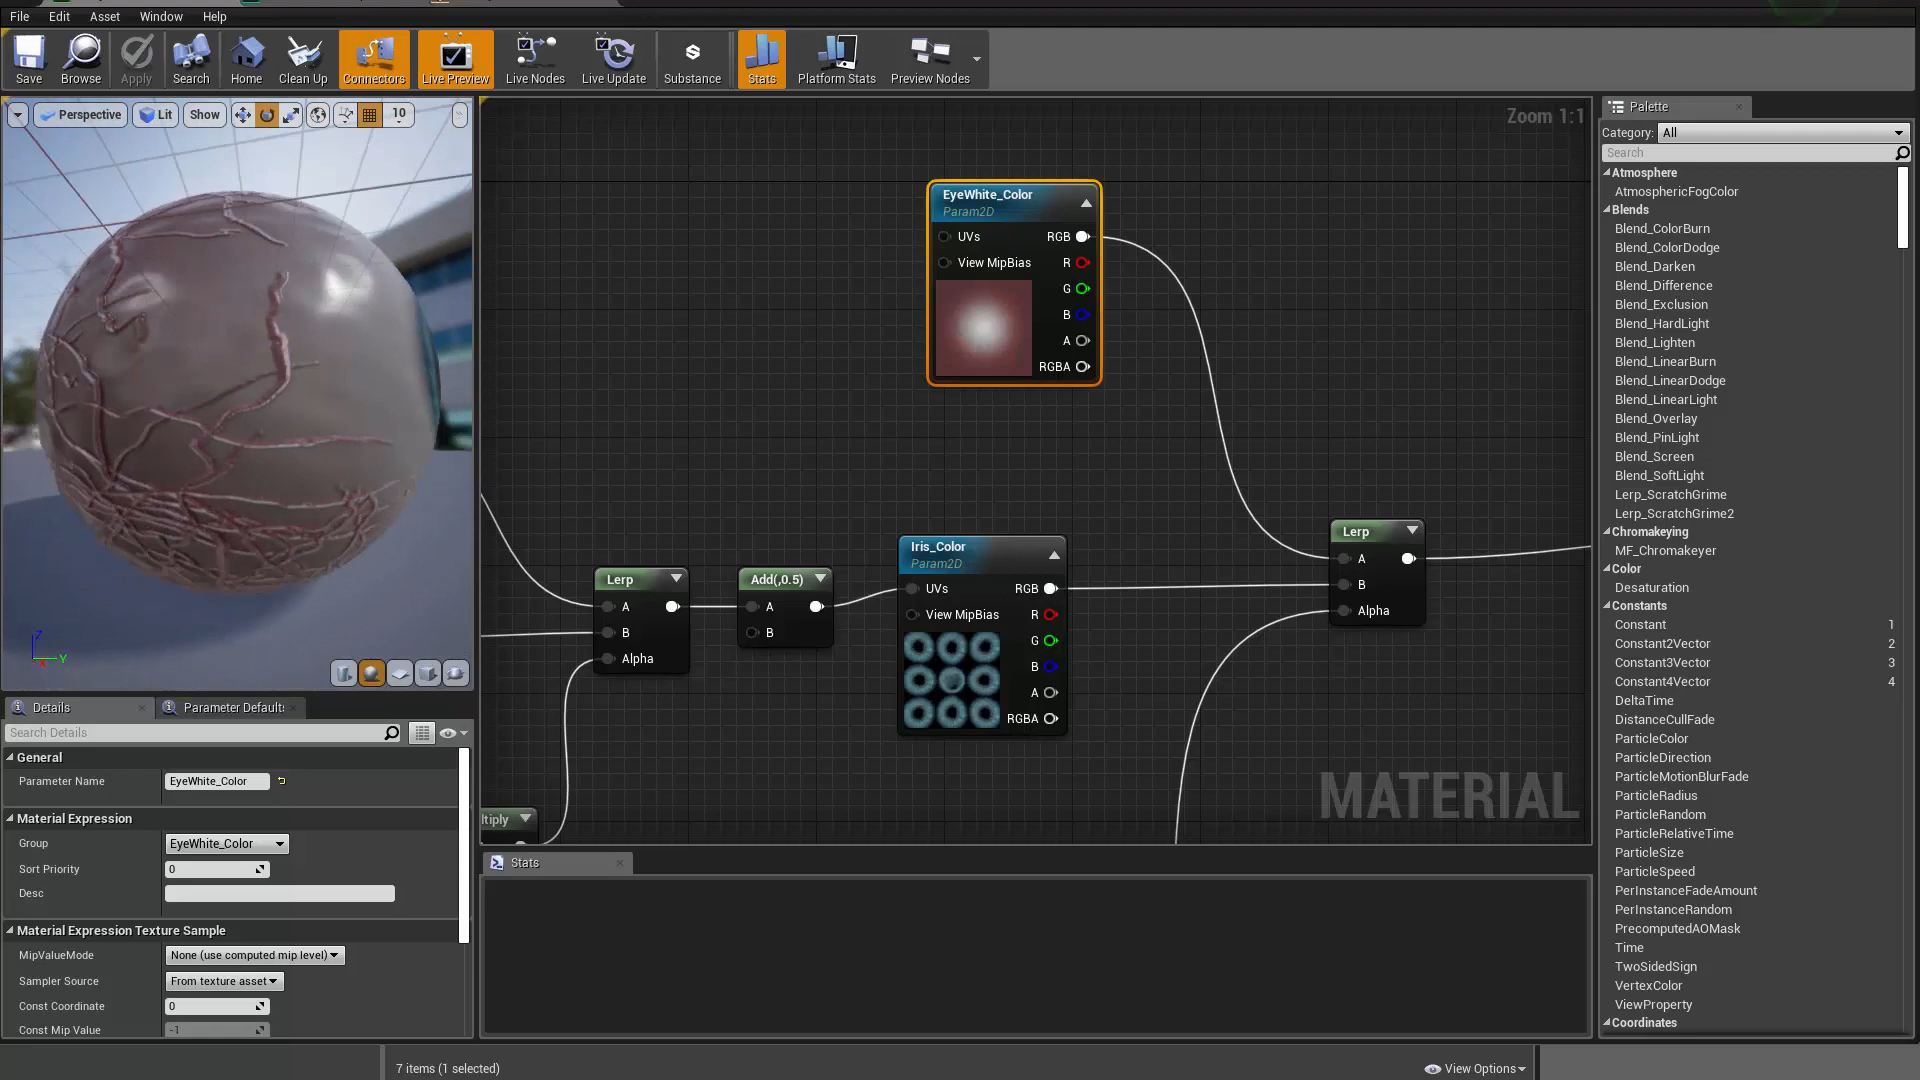 File Edit Asset Window Help
Save Browse Apply Search Home Clean Up Connectors Live Preview Live Nodes Live Update Substance Stats Platform Stats Preview Nodes
Perspective Lit Show 10
Z
Y
Details Parameter Defaults
Search Details
General
Parameter Name EyeWhite_Color
Material Expression
Group EyeWhite_Color
Sort Priority 0
Desc
Material Expression Texture Sample
MipValueMode None (use computed mip level)
Sampler Source From texture asset
Const Coordinate 0
Const Mip Value -1
Zoom 1:1
EyeWhite_Color
Param2D
UVs RGB
View MipBias R
G
B
A
RGBA
Lerp
A
B
Alpha
Add(,0.5)
A
B
Iris_Color
Param2D
UVs RGB
View MipBias R
G
B
A
RGBA
Lerp
A
B
Alpha
ltiply
MATERIAL
Stats
7 items (1 selected)
View Options
Palette
Category: All
Search
Atmosphere
AtmosphericFogColor
Blends
Blend_ColorBurn
Blend_ColorDodge
Blend_Darken
Blend_Difference
Blend_Exclusion
Blend_HardLight
Blend_Lighten
Blend_LinearBurn
Blend_LinearDodge
Blend_LinearLight
Blend_Overlay
Blend_PinLight
Blend_Screen
Blend_SoftLight
Lerp_ScratchGrime
Lerp_ScratchGrime2
Chromakeying
MF_Chromakeyer
Color
Desaturation
Constants
Constant 1
Constant2Vector 2
Constant3Vector 3
Constant4Vector 4
DeltaTime
DistanceCullFade
ParticleColor
ParticleDirection
ParticleMotionBlurFade
ParticleRadius
ParticleRandom
ParticleRelativeTime
ParticleSize
ParticleSpeed
PerInstanceFadeAmount
PerInstanceRandom
PrecomputedAOMask
Time
TwoSidedSign
VertexColor
ViewProperty
Coordinates